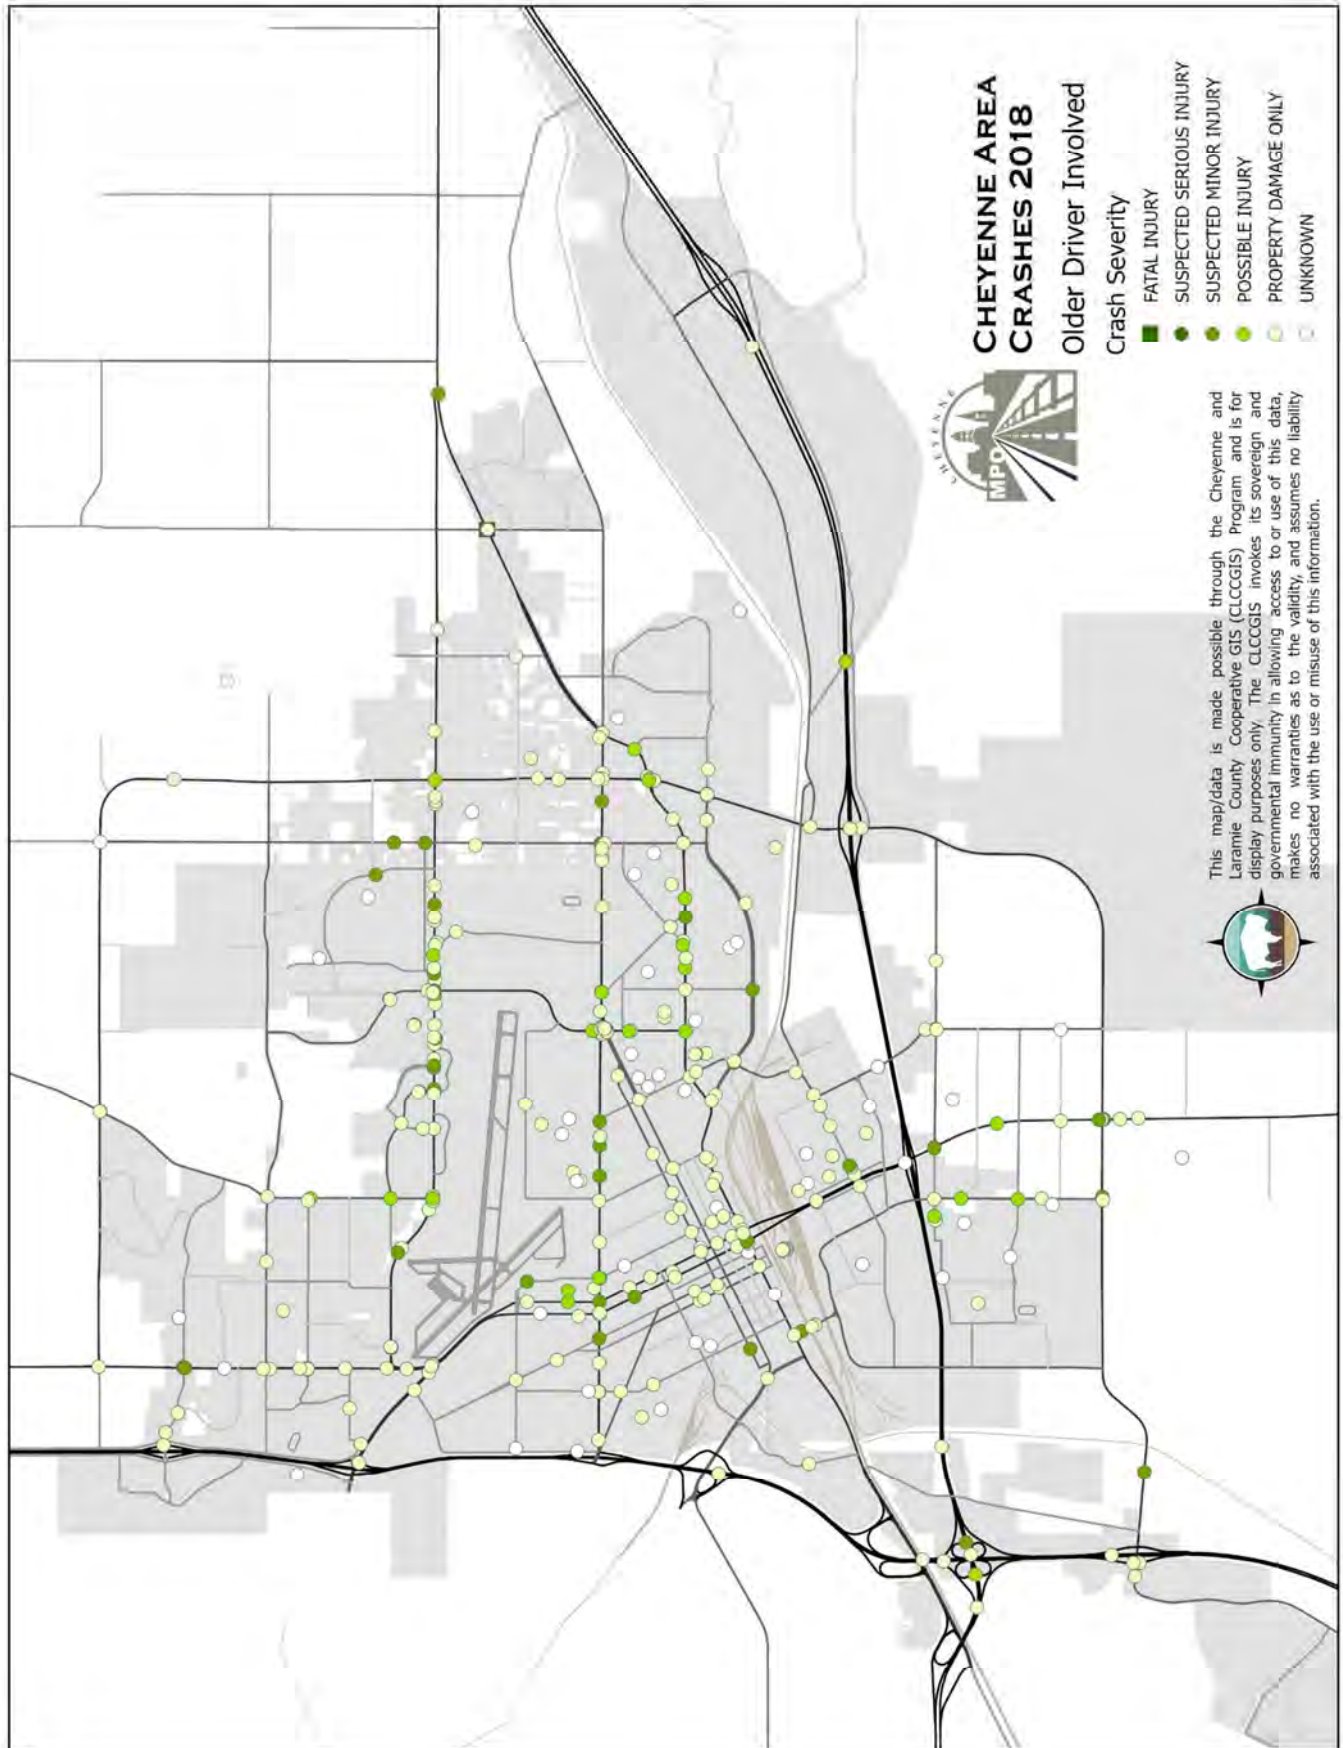 CHEYENNE AREA
CRASHES 2018
Older Driver Involved
Crash Severity
FATAL INJURY
SUSPECTED SERIOUS INJURY
SUSPECTED MINOR INJURY
POSSIBLE INJURY
PROPERTY DAMAGE ONLY
UNKNOWN
CHEYENNE
MPO
This map/data is made possible through the Cheyenne and
Laramie County Cooperative GIS (CLCCGIS) Program and is for
display purposes only. The CLCCGIS invokes its sovereign and
governmental immunity in allowing access to or use of this data,
makes no warranties as to the validity, and assumes no liability
associated with the use or misuse of this information.